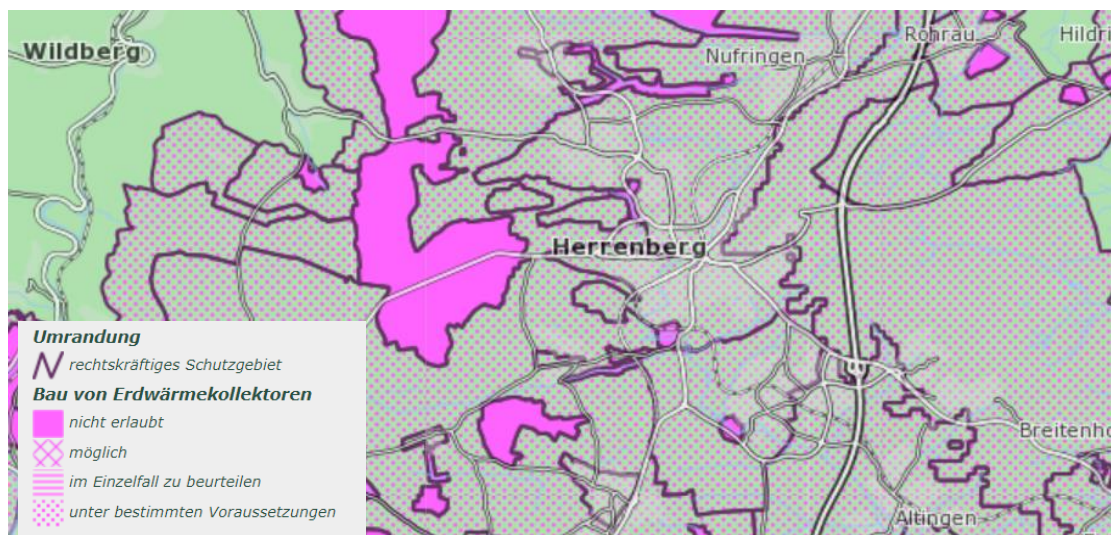 Wildberg
Nufringen
Rohrau
Hildri
Herrenberg
Umrandung
rechtskräftiges Schutzgebiet
Bau von Erdwärmekollektoren
nicht erlaubt
möglich
im Einzelfall zu beurteilen
unter bestimmten Voraussetzungen
Breitenho
Altingen